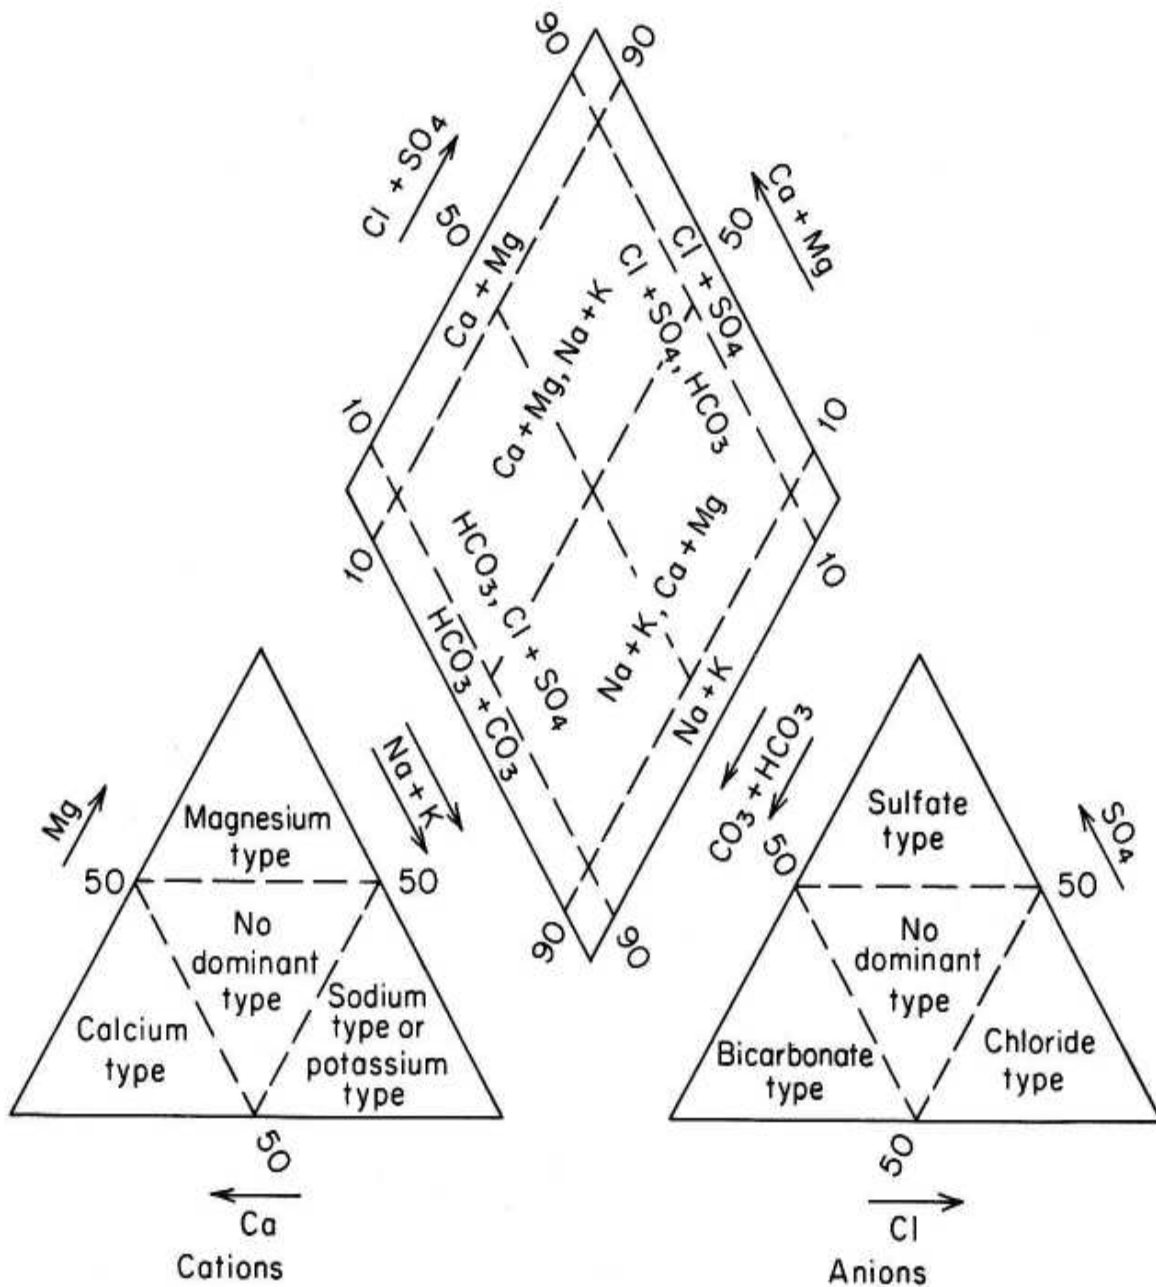 90
90
Cl + SO₄
50
50
Ca + Mg
Ca + Mg
Cl + SO₄
Ca + Mg, Na + K
Cl + SO₄, HCO₃
10
10
10
10
HCO₃, Cl + SO₄
Na + K, Ca + Mg
HCO₃ + CO₃
Na + K
90
90
Mg
Na + K
50
50
Magnesium
type
No
dominant
type
Calcium
type
Sodium
type or
potassium
type
50
Ca
Cations
CO₃ + HCO₃
SO₄
50
50
Sulfate
type
No
dominant
type
Bicarbonate
type
Chloride
type
50
Cl
Anions